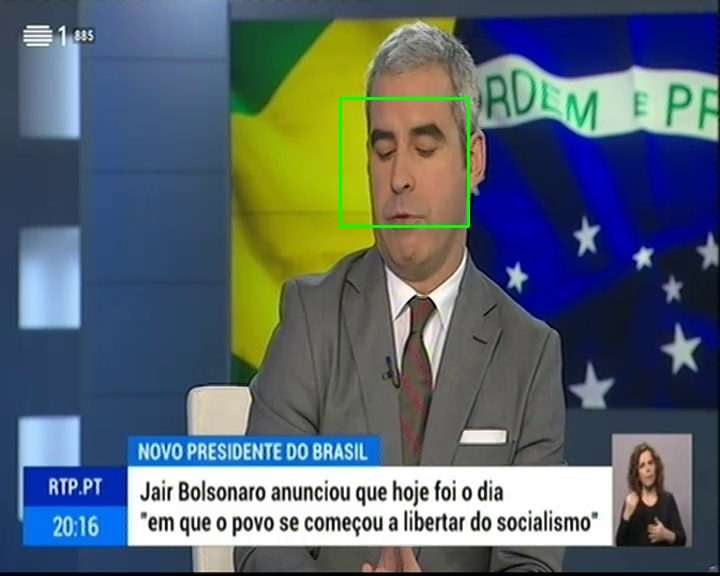 1 885
ORDEM E PR
NOVO PRESIDENTE DO BRASIL
RTP.PT
Jair Bolsonaro anunciou que hoje foi o dia
20:16
"em que o povo se começou a libertar do socialismo"